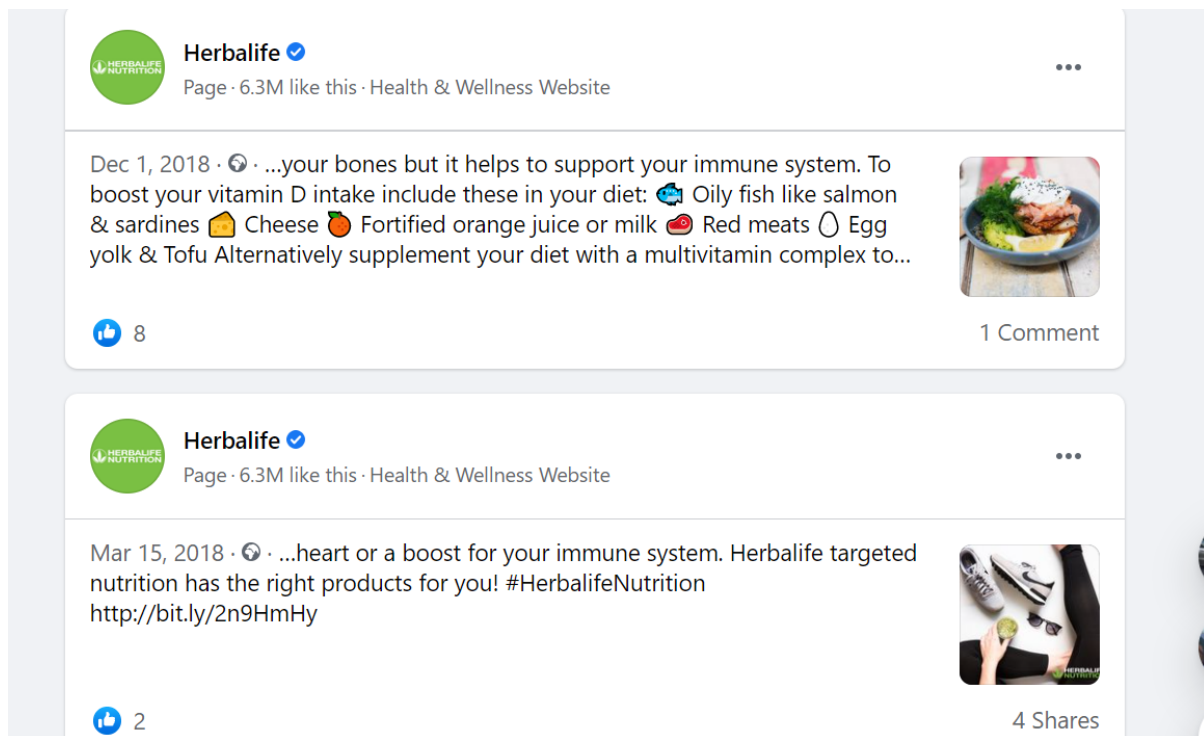 HERBALIFE
NUTRITION
Herbalife
Page · 6.3M like this · Health & Wellness Website
Dec 1, 2018 · · ...your bones but it helps to support your immune system. To
boost your vitamin D intake include these in your diet: 🐟 Oily fish like salmon
& sardines 🧀 Cheese 🍊 Fortified orange juice or milk 🥩 Red meats 🥚 Egg
yolk & Tofu Alternatively supplement your diet with a multivitamin complex to...
8
1 Comment
HERBALIFE
NUTRITION
Herbalife
Page · 6.3M like this · Health & Wellness Website
Mar 15, 2018 · · ...heart or a boost for your immune system. Herbalife targeted
nutrition has the right products for you! #HerbalifeNutrition
http://bit.ly/2n9HmHy
2
4 Shares